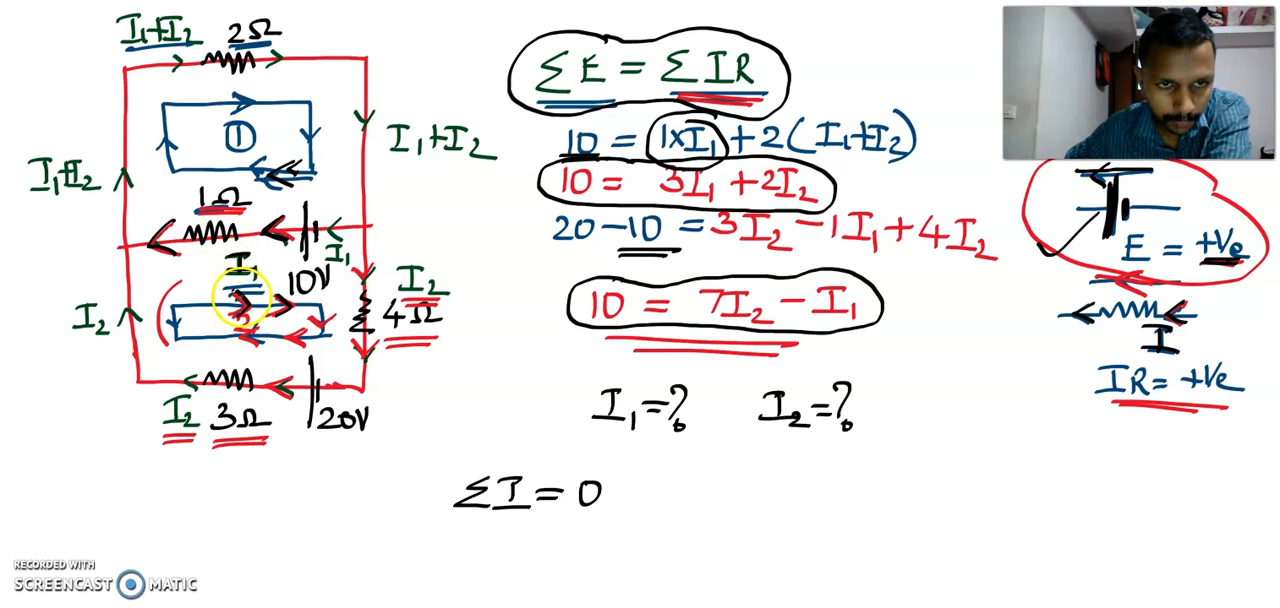 I₁+I₂ 2Ω
①
I₁+I₂
I₁+I₂
1Ω
I₁
I₁
10V
I₂
I₂
4Ω
I₂ 3Ω 20V
ΣE = ΣIR
10 = 1×I₁ + 2(I₁+I₂)
10 = 3I₁ + 2I₂
20 - 10 = 3I₂ - 1I₁ + 4I₂
10 = 7I₂ - I₁
I₁=? I₂=?
ΣI = 0
E = +Ve
I
IR = +Ve
RECORDED WITH
SCREENCAST MATIC